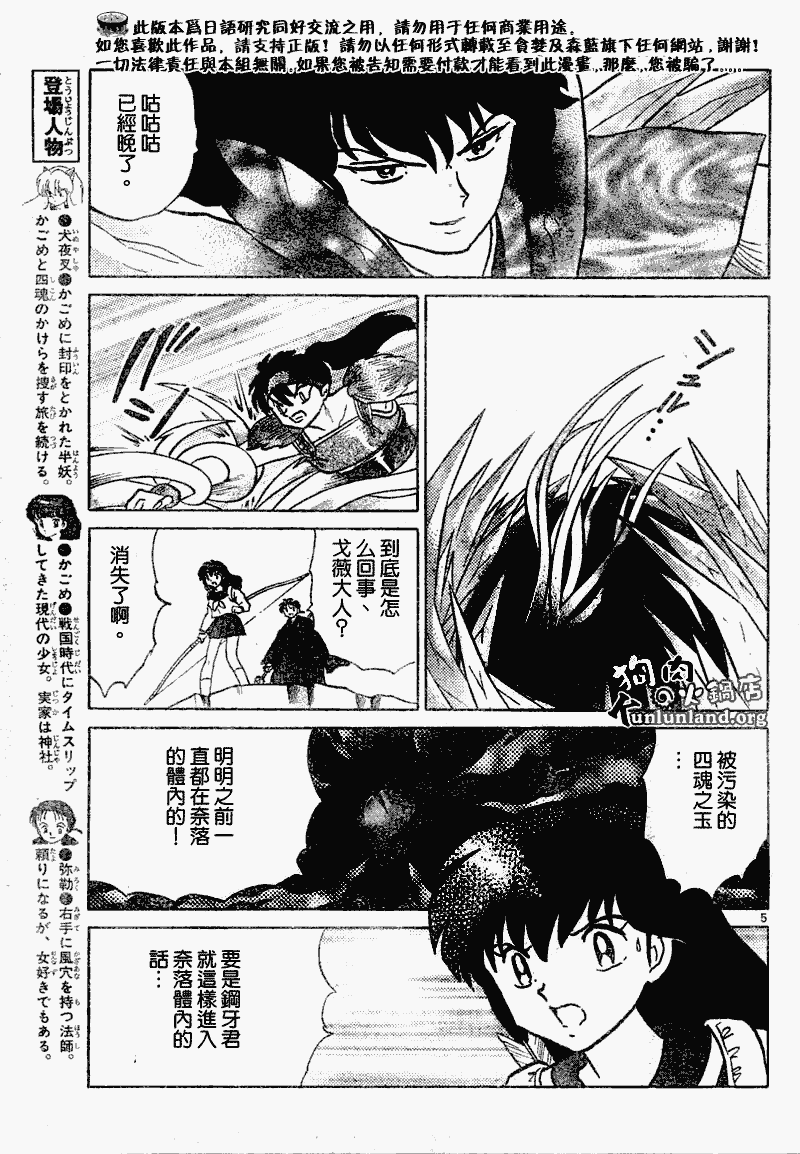 此版本爲日語研究同好交流之用，請勿用于任何商業用途。
如您喜歡此作品，請支持正版！請勿以任何形式轉載至貪婪及森藍旗下任何網站，謝謝！
一切法律責任與本組無關。如果您被告知需要付款才能看到此漫畫，那麼，您被騙了……
登場人物
とうじょうじんぶつ
●犬夜叉●かごめに封印をとかれた半妖。
かごめと四魂のかけらを捜す旅を続ける。
●かごめ●戦国時代にタイムスリップ
してきた現代の少女。実家は神社。
●弥勒●右手に風穴を持つ法師。
頼りになるが、女好きでもある。
咕咕咕
已經晚了。
到底是怎
么回事、
戈薇大人？
消失了啊。
狗肉
火鍋店
unlunland.org
被污染的
四魂之玉
…
明明之前一
直都在奈落
的體內的！
5
要是鋼牙君
就這樣進入
奈落體內的
話…